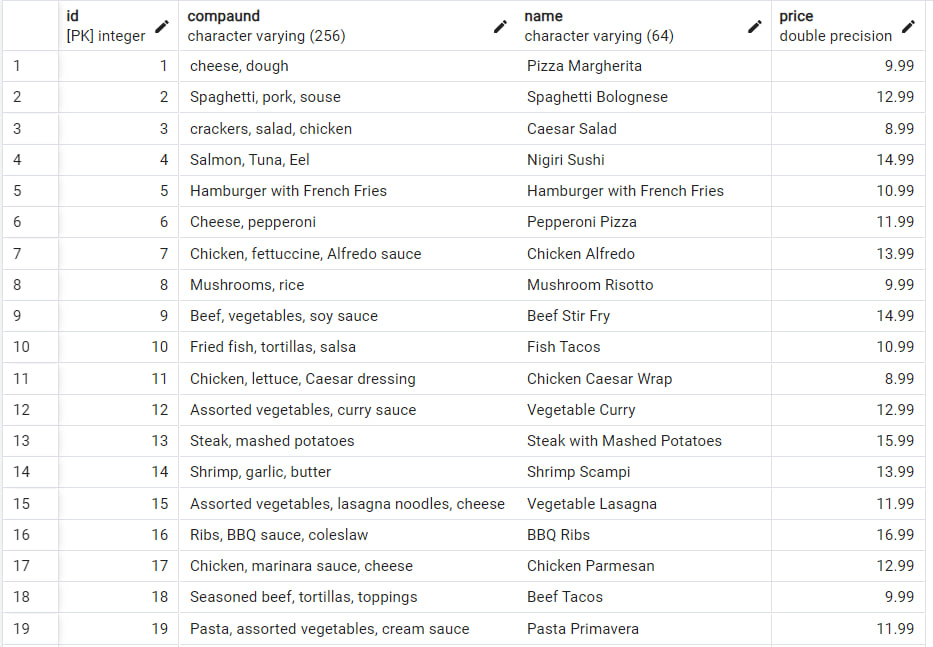 id compaund name price
[PK] integer character varying (256) character varying (64) double precision
1 1 cheese, dough Pizza Margherita 9.99
2 2 Spaghetti, pork, souse Spaghetti Bolognese 12.99
3 3 crackers, salad, chicken Caesar Salad 8.99
4 4 Salmon, Tuna, Eel Nigiri Sushi 14.99
5 5 Hamburger with French Fries Hamburger with French Fries 10.99
6 6 Cheese, pepperoni Pepperoni Pizza 11.99
7 7 Chicken, fettuccine, Alfredo sauce Chicken Alfredo 13.99
8 8 Mushrooms, rice Mushroom Risotto 9.99
9 9 Beef, vegetables, soy sauce Beef Stir Fry 14.99
10 10 Fried fish, tortillas, salsa Fish Tacos 10.99
11 11 Chicken, lettuce, Caesar dressing Chicken Caesar Wrap 8.99
12 12 Assorted vegetables, curry sauce Vegetable Curry 12.99
13 13 Steak, mashed potatoes Steak with Mashed Potatoes 15.99
14 14 Shrimp, garlic, butter Shrimp Scampi 13.99
15 15 Assorted vegetables, lasagna noodles, cheese Vegetable Lasagna 11.99
16 16 Ribs, BBQ sauce, coleslaw BBQ Ribs 16.99
17 17 Chicken, marinara sauce, cheese Chicken Parmesan 12.99
18 18 Seasoned beef, tortillas, toppings Beef Tacos 9.99
19 19 Pasta, assorted vegetables, cream sauce Pasta Primavera 11.99